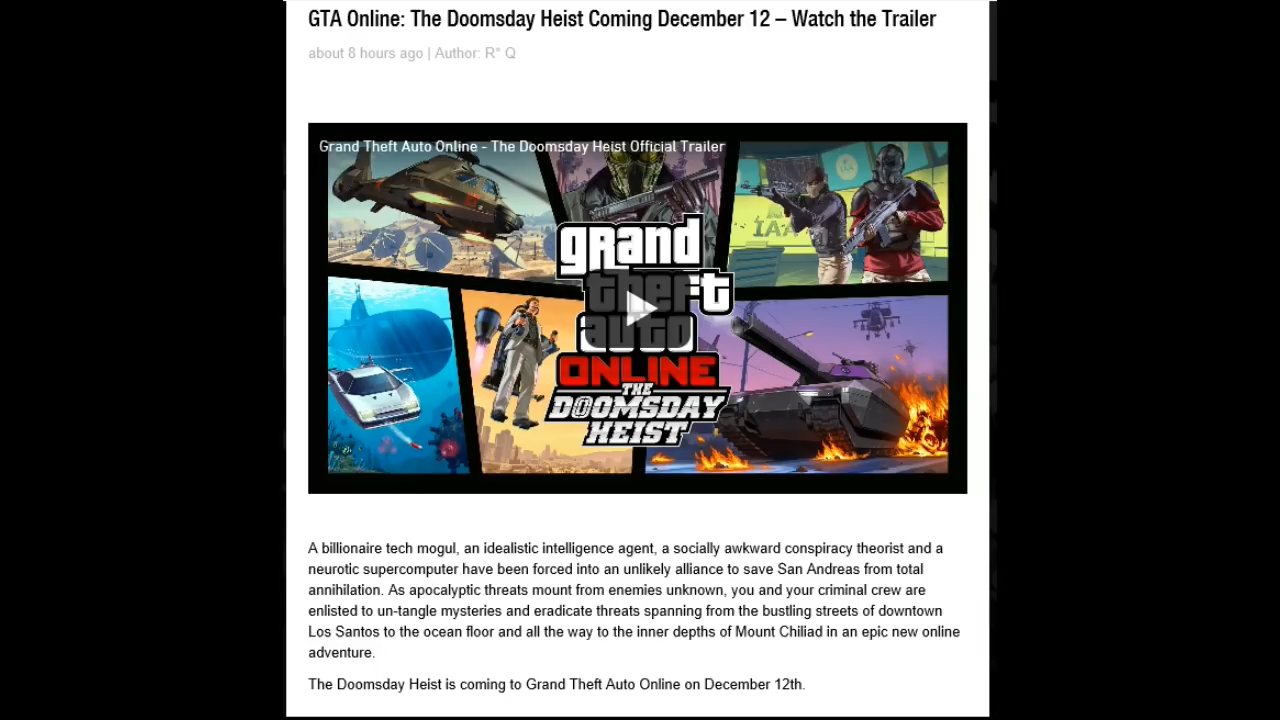 GTA Online: The Doomsday Heist Coming December 12 – Watch the Trailer
about 8 hours ago | Author: R* Q
Grand Theft Auto Online - The Doomsday Heist Official Trailer
IAA
grand
theft
auto
ONLINE
THE
DOOMSDAY
HEIST
A billionaire tech mogul, an idealistic intelligence agent, a socially awkward conspiracy theorist and a
neurotic supercomputer have been forced into an unlikely alliance to save San Andreas from total
annihilation. As apocalyptic threats mount from enemies unknown, you and your criminal crew are
enlisted to un-tangle mysteries and eradicate threats spanning from the bustling streets of downtown
Los Santos to the ocean floor and all the way to the inner depths of Mount Chiliad in an epic new online
adventure.
The Doomsday Heist is coming to Grand Theft Auto Online on December 12th.